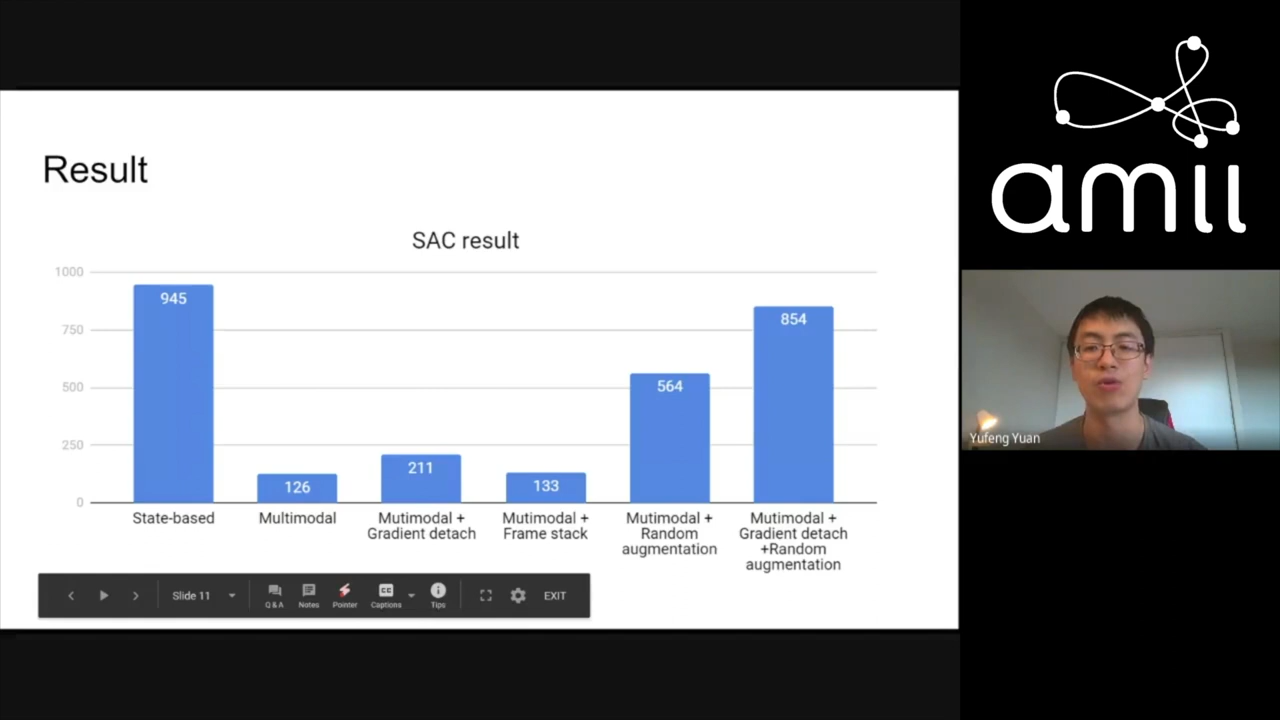 Result
SAC result
1000
750
500
250
0
945
126
211
133
564
854
State-based
Multimodal
Mutimodal +
Gradient detach
Mutimodal +
Frame stack
Mutimodal +
Random
augmentation
Mutimodal +
Gradient detach
+Random
augmentation
Slide 11
Q & A
Notes
Pointer
CC
Captions
Tips
EXIT
amii
Yufeng Yuan